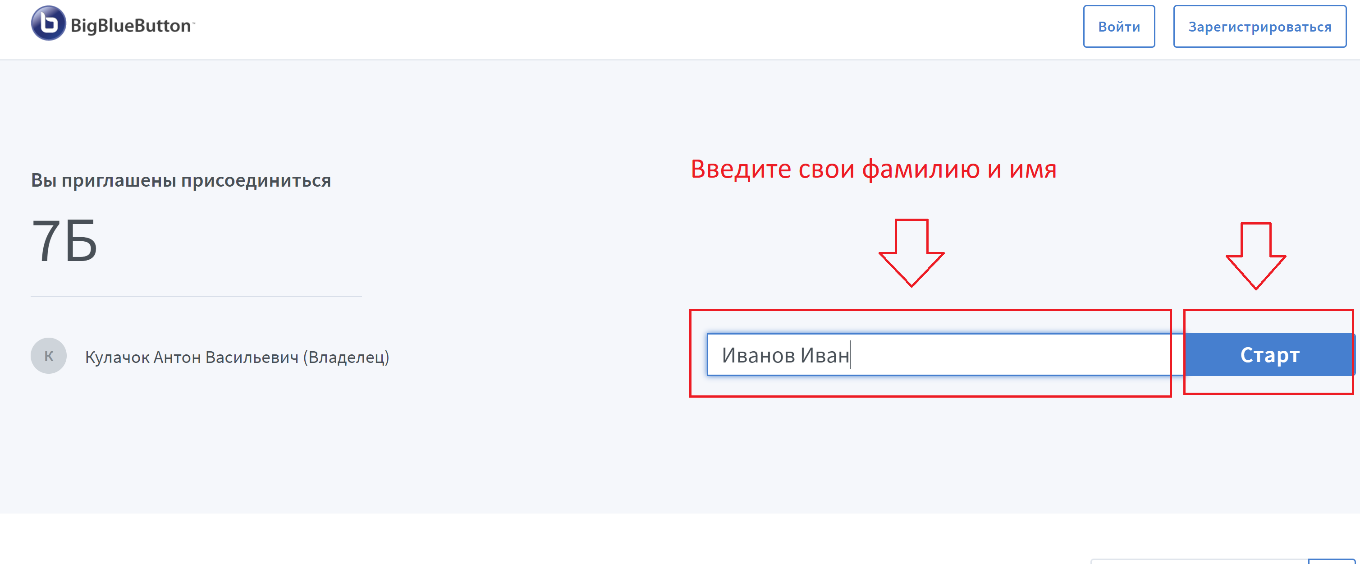 BigBlueButton
Войти
Зарегистрироваться
Вы приглашены присоединиться
Введите свои фамилию и имя
7Б
К
Кулачок Антон Васильевич (Владелец)
Иванов Иван
Старт